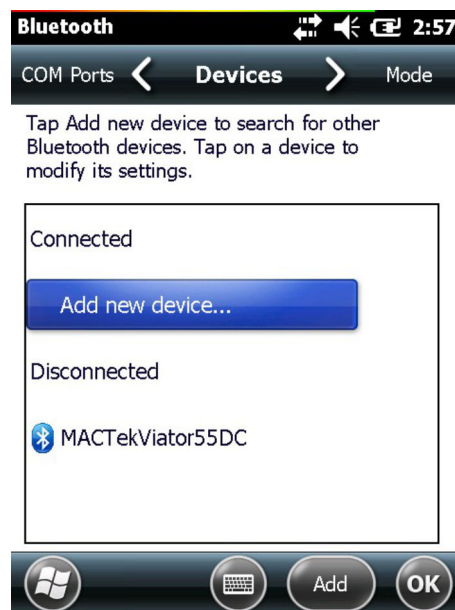 Bluetooth 2:57
COM Ports Devices Mode
Tap Add new device to search for other
Bluetooth devices. Tap on a device to
modify its settings.
Connected
Add new device...
Disconnected
MACTekViator55DC
Add OK